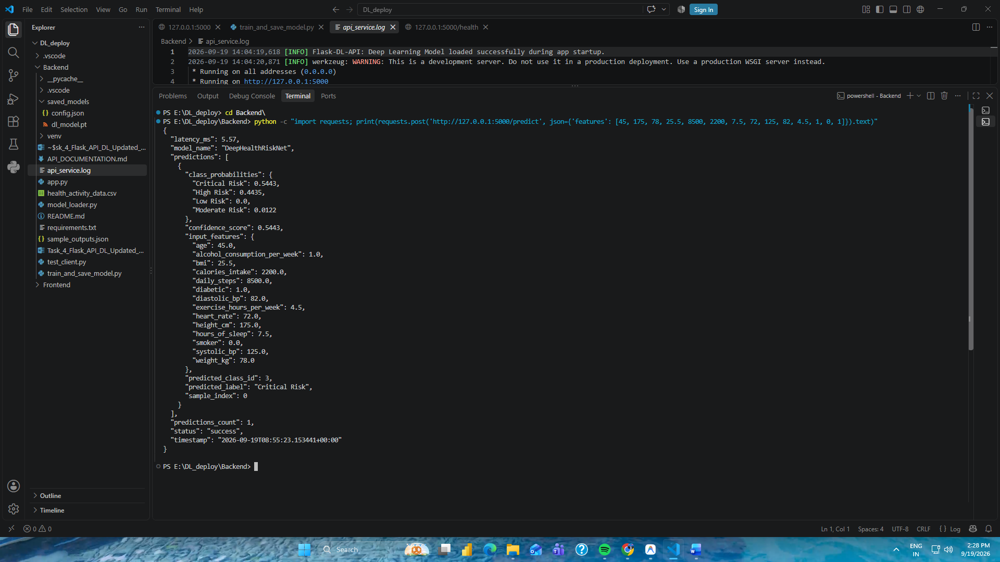 File Edit Selection View Go Run Terminal Help
DL_deploy
Sign In
Explorer
DL_deploy
.vscode
Backend
__pycache__
.vscode
saved_models
config.json
dl_model.pt
venv
~$sk_4_Flask_API_DL_Updated_...
API_DOCUMENTATION.md
api_service.log
app.py
health_activity_data.csv
model_loader.py
README.md
requirements.txt
sample_outputs.json
Task_4_Flask_API_DL_Updated_...
test_client.py
train_and_save_model.py
Frontend
Outline
Timeline
127.0.0.1:5000 train_and_save_model.py api_service.log 127.0.0.1:5000/health
Backend > api_service.log
1 2026-09-19 14:04:19,618 [INFO] Flask-DL-API: Deep Learning Model loaded successfully during app startup.
2 2026-09-19 14:04:20,871 [INFO] werkzeug: WARNING: This is a development server. Do not use it in a production deployment. Use a production WSGI server instead.
3 * Running on all addresses (0.0.0.0)
4 * Running on http://127.0.0.1:5000
Problems Output Debug Console Terminal Ports
powershell - Backend
PS E:\DL_deploy> cd Backend\
PS E:\DL_deploy\Backend> python -c "import requests; print(requests.post('http://127.0.0.1:5000/predict', json={'features': [45, 175, 78, 25.5, 8500, 2200, 7.5, 72, 125, 82, 4.5, 1, 0, 1]}).text)"
{
"latency_ms": 5.57,
"model_name": "DeepHealthRiskNet",
"predictions": [
{
"class_probabilities": {
"Critical Risk": 0.5443,
"High Risk": 0.4435,
"Low Risk": 0.0,
"Moderate Risk": 0.0122
},
"confidence_score": 0.5443,
"input_features": {
"age": 45.0,
"alcohol_consumption_per_week": 1.0,
"bmi": 25.5,
"calories_intake": 2200.0,
"daily_steps": 8500.0,
"diabetic": 1.0,
"diastolic_bp": 82.0,
"exercise_hours_per_week": 4.5,
"heart_rate": 72.0,
"height_cm": 175.0,
"hours_of_sleep": 7.5,
"smoker": 0.0,
"systolic_bp": 125.0,
"weight_kg": 78.0
},
"predicted_class_id": 3,
"predicted_label": "Critical Risk",
"sample_index": 0
}
],
"predictions_count": 1,
"status": "success",
"timestamp": "2026-09-19T08:55:23.153441+00:00"
}
PS E:\DL_deploy\Backend>
0 0
Ln 1, Col 1 Spaces: 4 UTF-8 CRLF { } Log
Search
ENG
IN
2:28 PM
9/19/2026